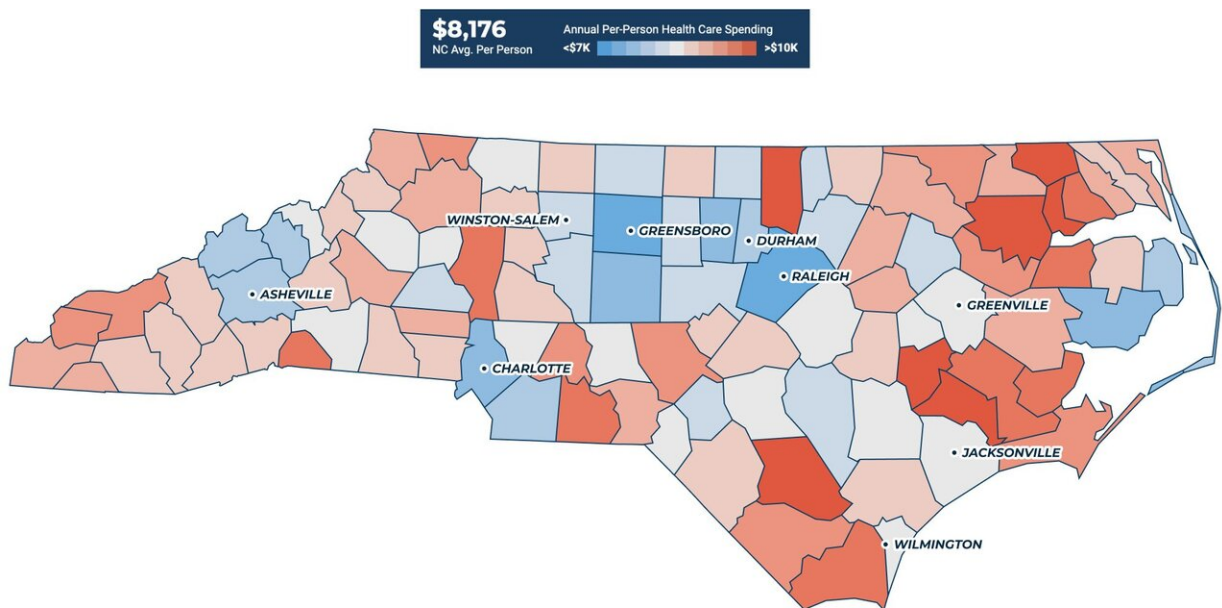 $8,176
NC Avg. Per Person
Annual Per-Person Health Care Spending
<$7K >$10K
WINSTON-SALEM
GREENSBORO
DURHAM
RALEIGH
ASHEVILLE
GREENVILLE
CHARLOTTE
JACKSONVILLE
WILMINGTON